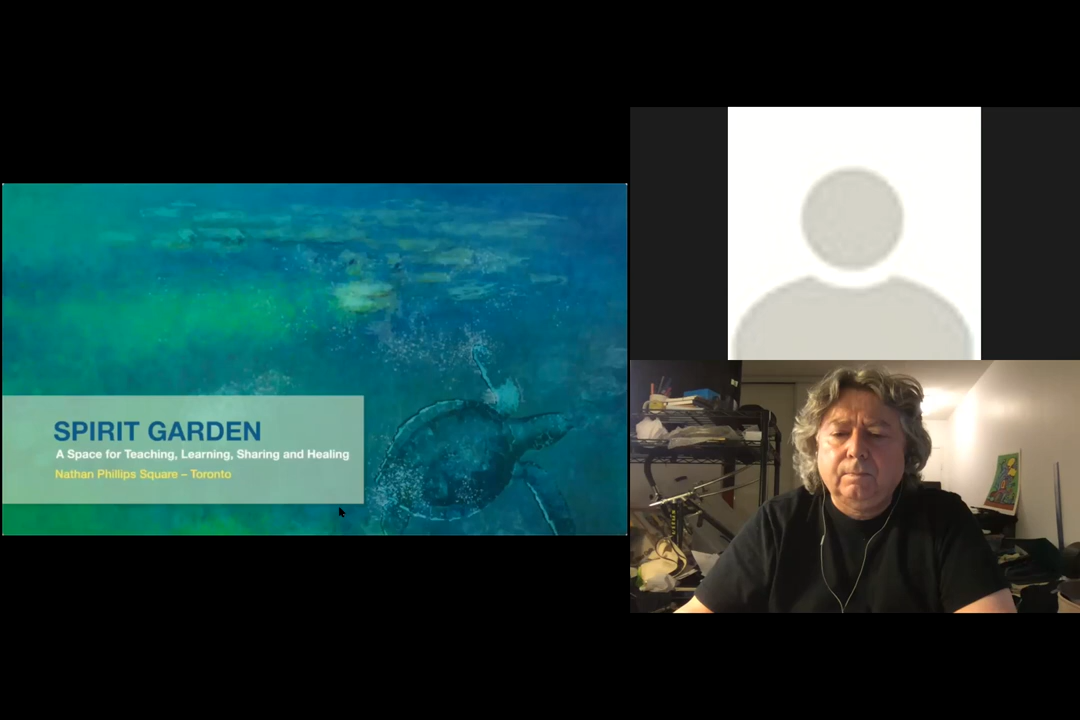 SPIRIT GARDEN
A Space for Teaching, Learning, Sharing and Healing
Nathan Phillips Square – Toronto